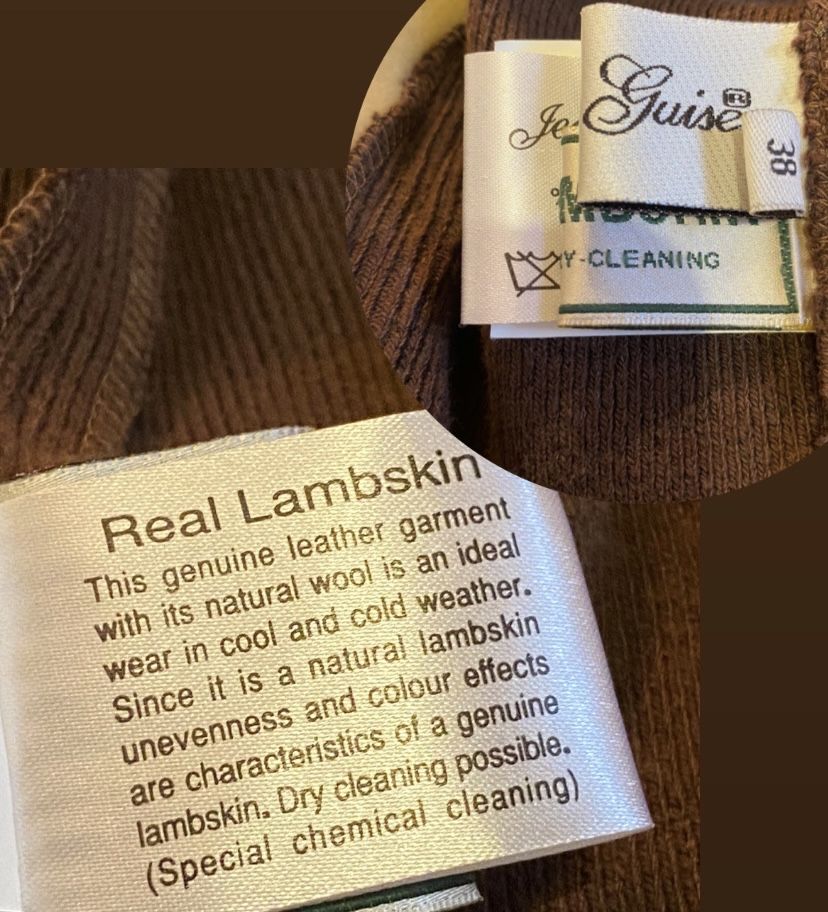 Guise®
38
Je
Y-CLEANING
Real Lambskin
This genuine leather garment
with its natural wool is an ideal
wear in cool and cold weather.
Since it is a natural lambskin
unevenness and colour effects
are characteristics of a genuine
lambskin. Dry cleaning possible.
(Special chemical cleaning)